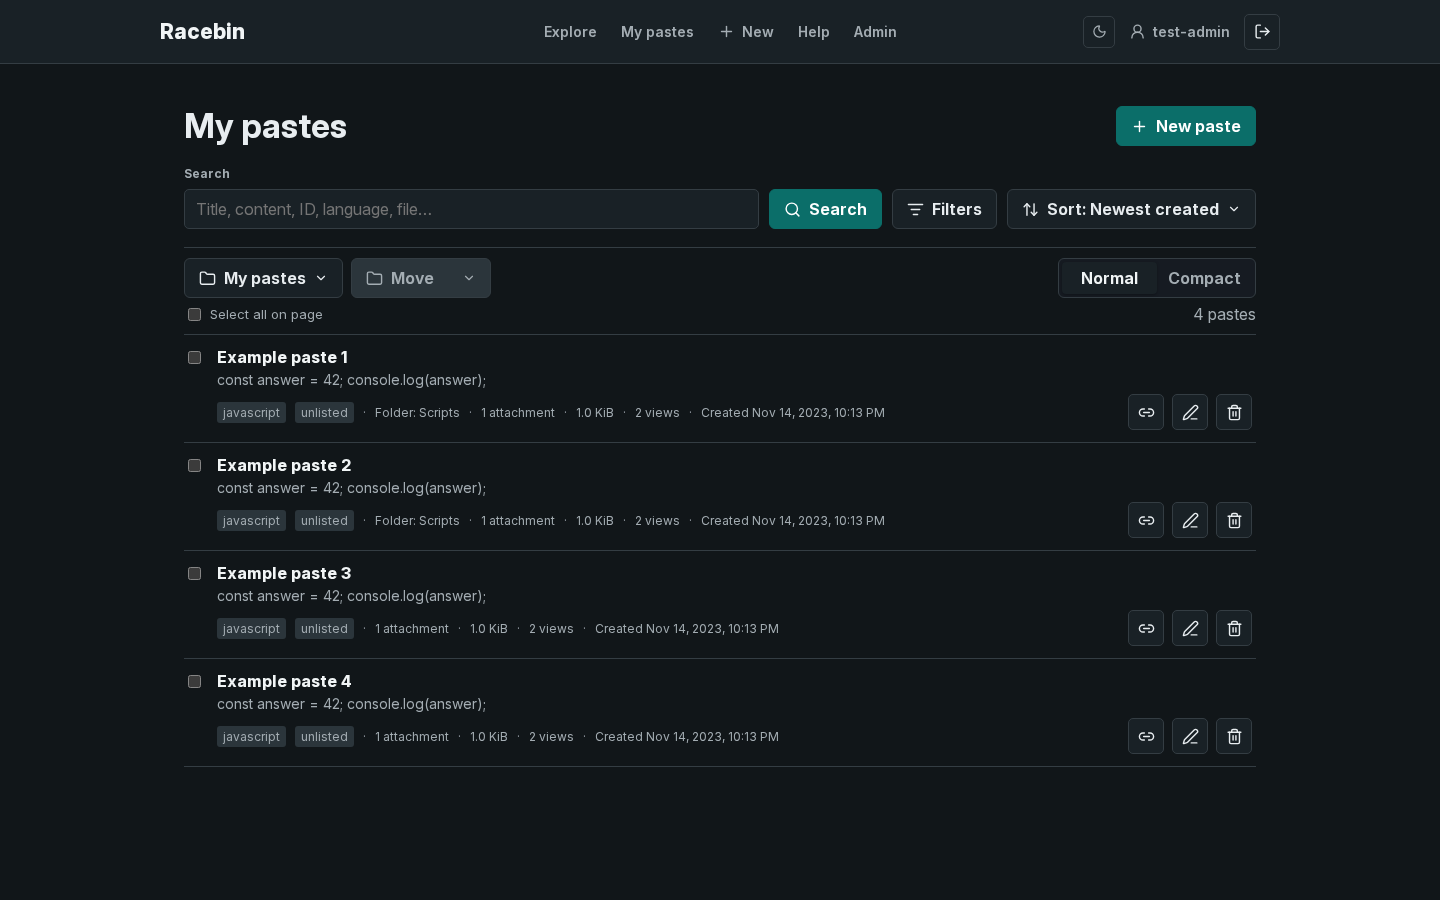 Racebin
Explore My pastes New Help Admin
test-admin
My pastes
New paste
Search
Title, content, ID, language, file...
Search
Filters
Sort: Newest created
My pastes
Move
Normal Compact
Select all on page
4 pastes
Example paste 1
const answer = 42; console.log(answer);
javascript unlisted · Folder: Scripts · 1 attachment · 1.0 KiB · 2 views · Created Nov 14, 2023, 10:13 PM
Example paste 2
const answer = 42; console.log(answer);
javascript unlisted · Folder: Scripts · 1 attachment · 1.0 KiB · 2 views · Created Nov 14, 2023, 10:13 PM
Example paste 3
const answer = 42; console.log(answer);
javascript unlisted · 1 attachment · 1.0 KiB · 2 views · Created Nov 14, 2023, 10:13 PM
Example paste 4
const answer = 42; console.log(answer);
javascript unlisted · 1 attachment · 1.0 KiB · 2 views · Created Nov 14, 2023, 10:13 PM